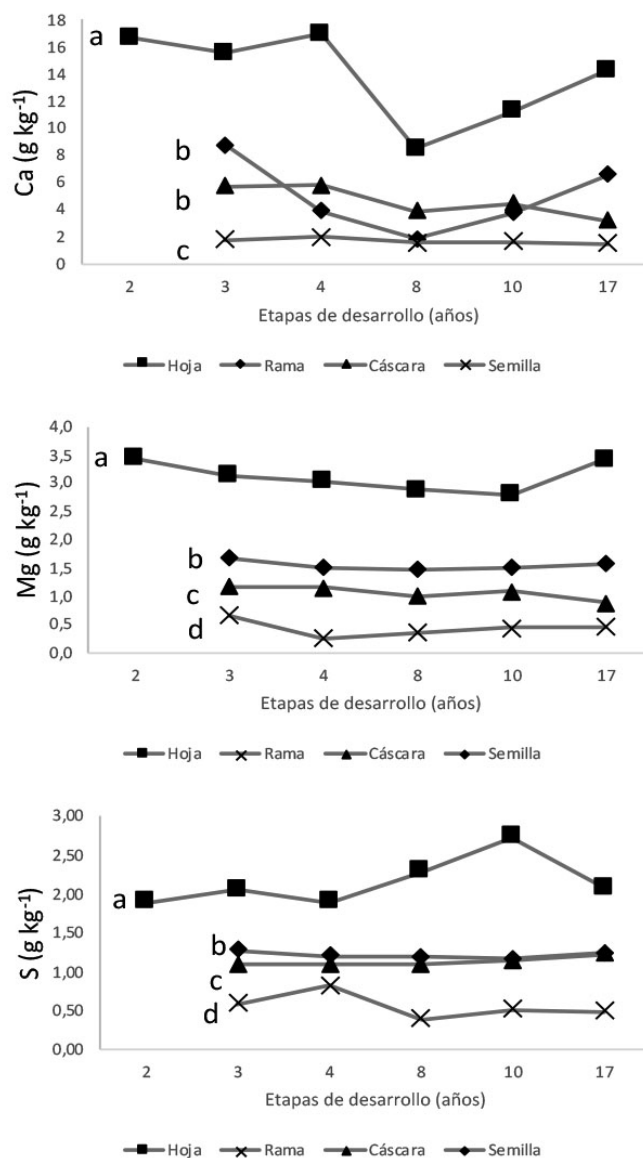 18
16
14
12
10
8
6
4
2
0
Ca (g kg⁻¹)
a
b
b
c
2 3 4 8 10 17
Etapas de desarrollo (años)
Hoja Rama Cáscara Semilla
4,0
3,5
3,0
2,5
2,0
1,5
1,0
0,5
0,0
Mg (g kg⁻¹)
a
b
c
d
2 3 4 8 10 17
Etapas de desarrollo (años)
Hoja Rama Cáscara Semilla
3,00
2,50
2,00
1,50
1,00
0,50
0,00
S (g kg⁻¹)
a
b
c
d
2 3 4 8 10 17
Etapas de desarrollo (años)
Hoja Rama Cáscara Semilla